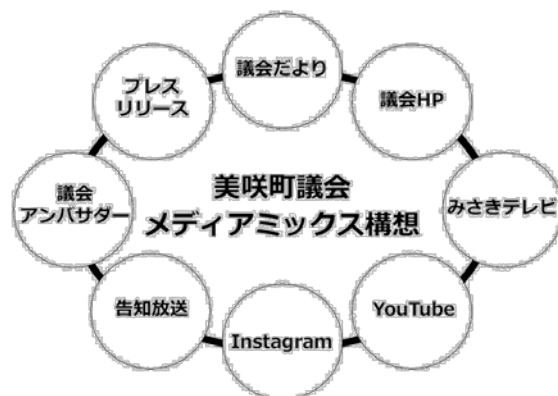 美咲町議会
メディアミックス構想
議会だより
議会HP
みさきテレビ
YouTube
Instagram
告知放送
議会
アンバサダー
プレス
リリース